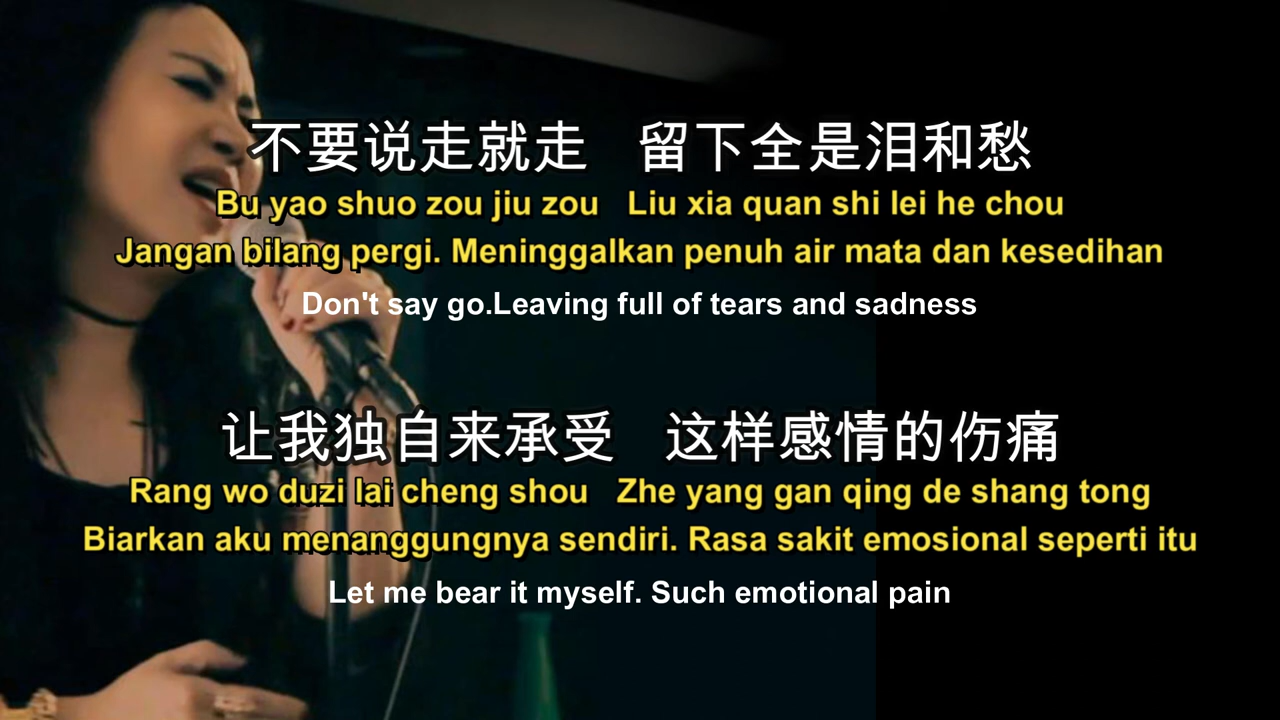 不要说走就走 留下全是泪和愁
Bu yao shuo zou jiu zou Liu xia quan shi lei he chou
Jangan bilang pergi. Meninggalkan penuh air mata dan kesedihan
Don't say go.Leaving full of tears and sadness
让我独自来承受 这样感情的伤痛
Rang wo duzi lai cheng shou Zhe yang gan qing de shang tong
Biarkan aku menanggungnya sendiri. Rasa sakit emosional seperti itu
Let me bear it myself. Such emotional pain